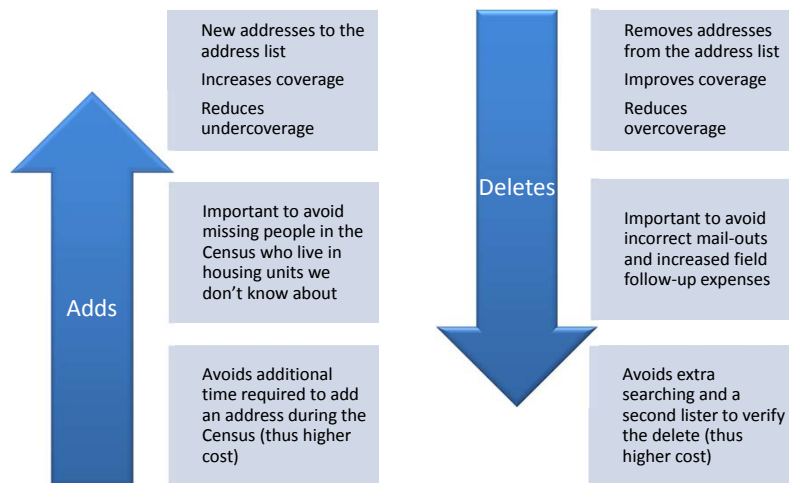 Adds
New addresses to the
address list
Increases coverage
Reduces
undercoverage
Important to avoid
missing people in the
Census who live in
housing units we
don’t know about
Avoids additional
time required to add
an address during the
Census (thus higher
cost)
Deletes
Removes addresses
from the address list
Improves coverage
Reduces
overcoverage
Important to avoid
incorrect mail-outs
and increased field
follow-up expenses
Avoids extra
searching and a
second lister to verify
the delete (thus
higher cost)